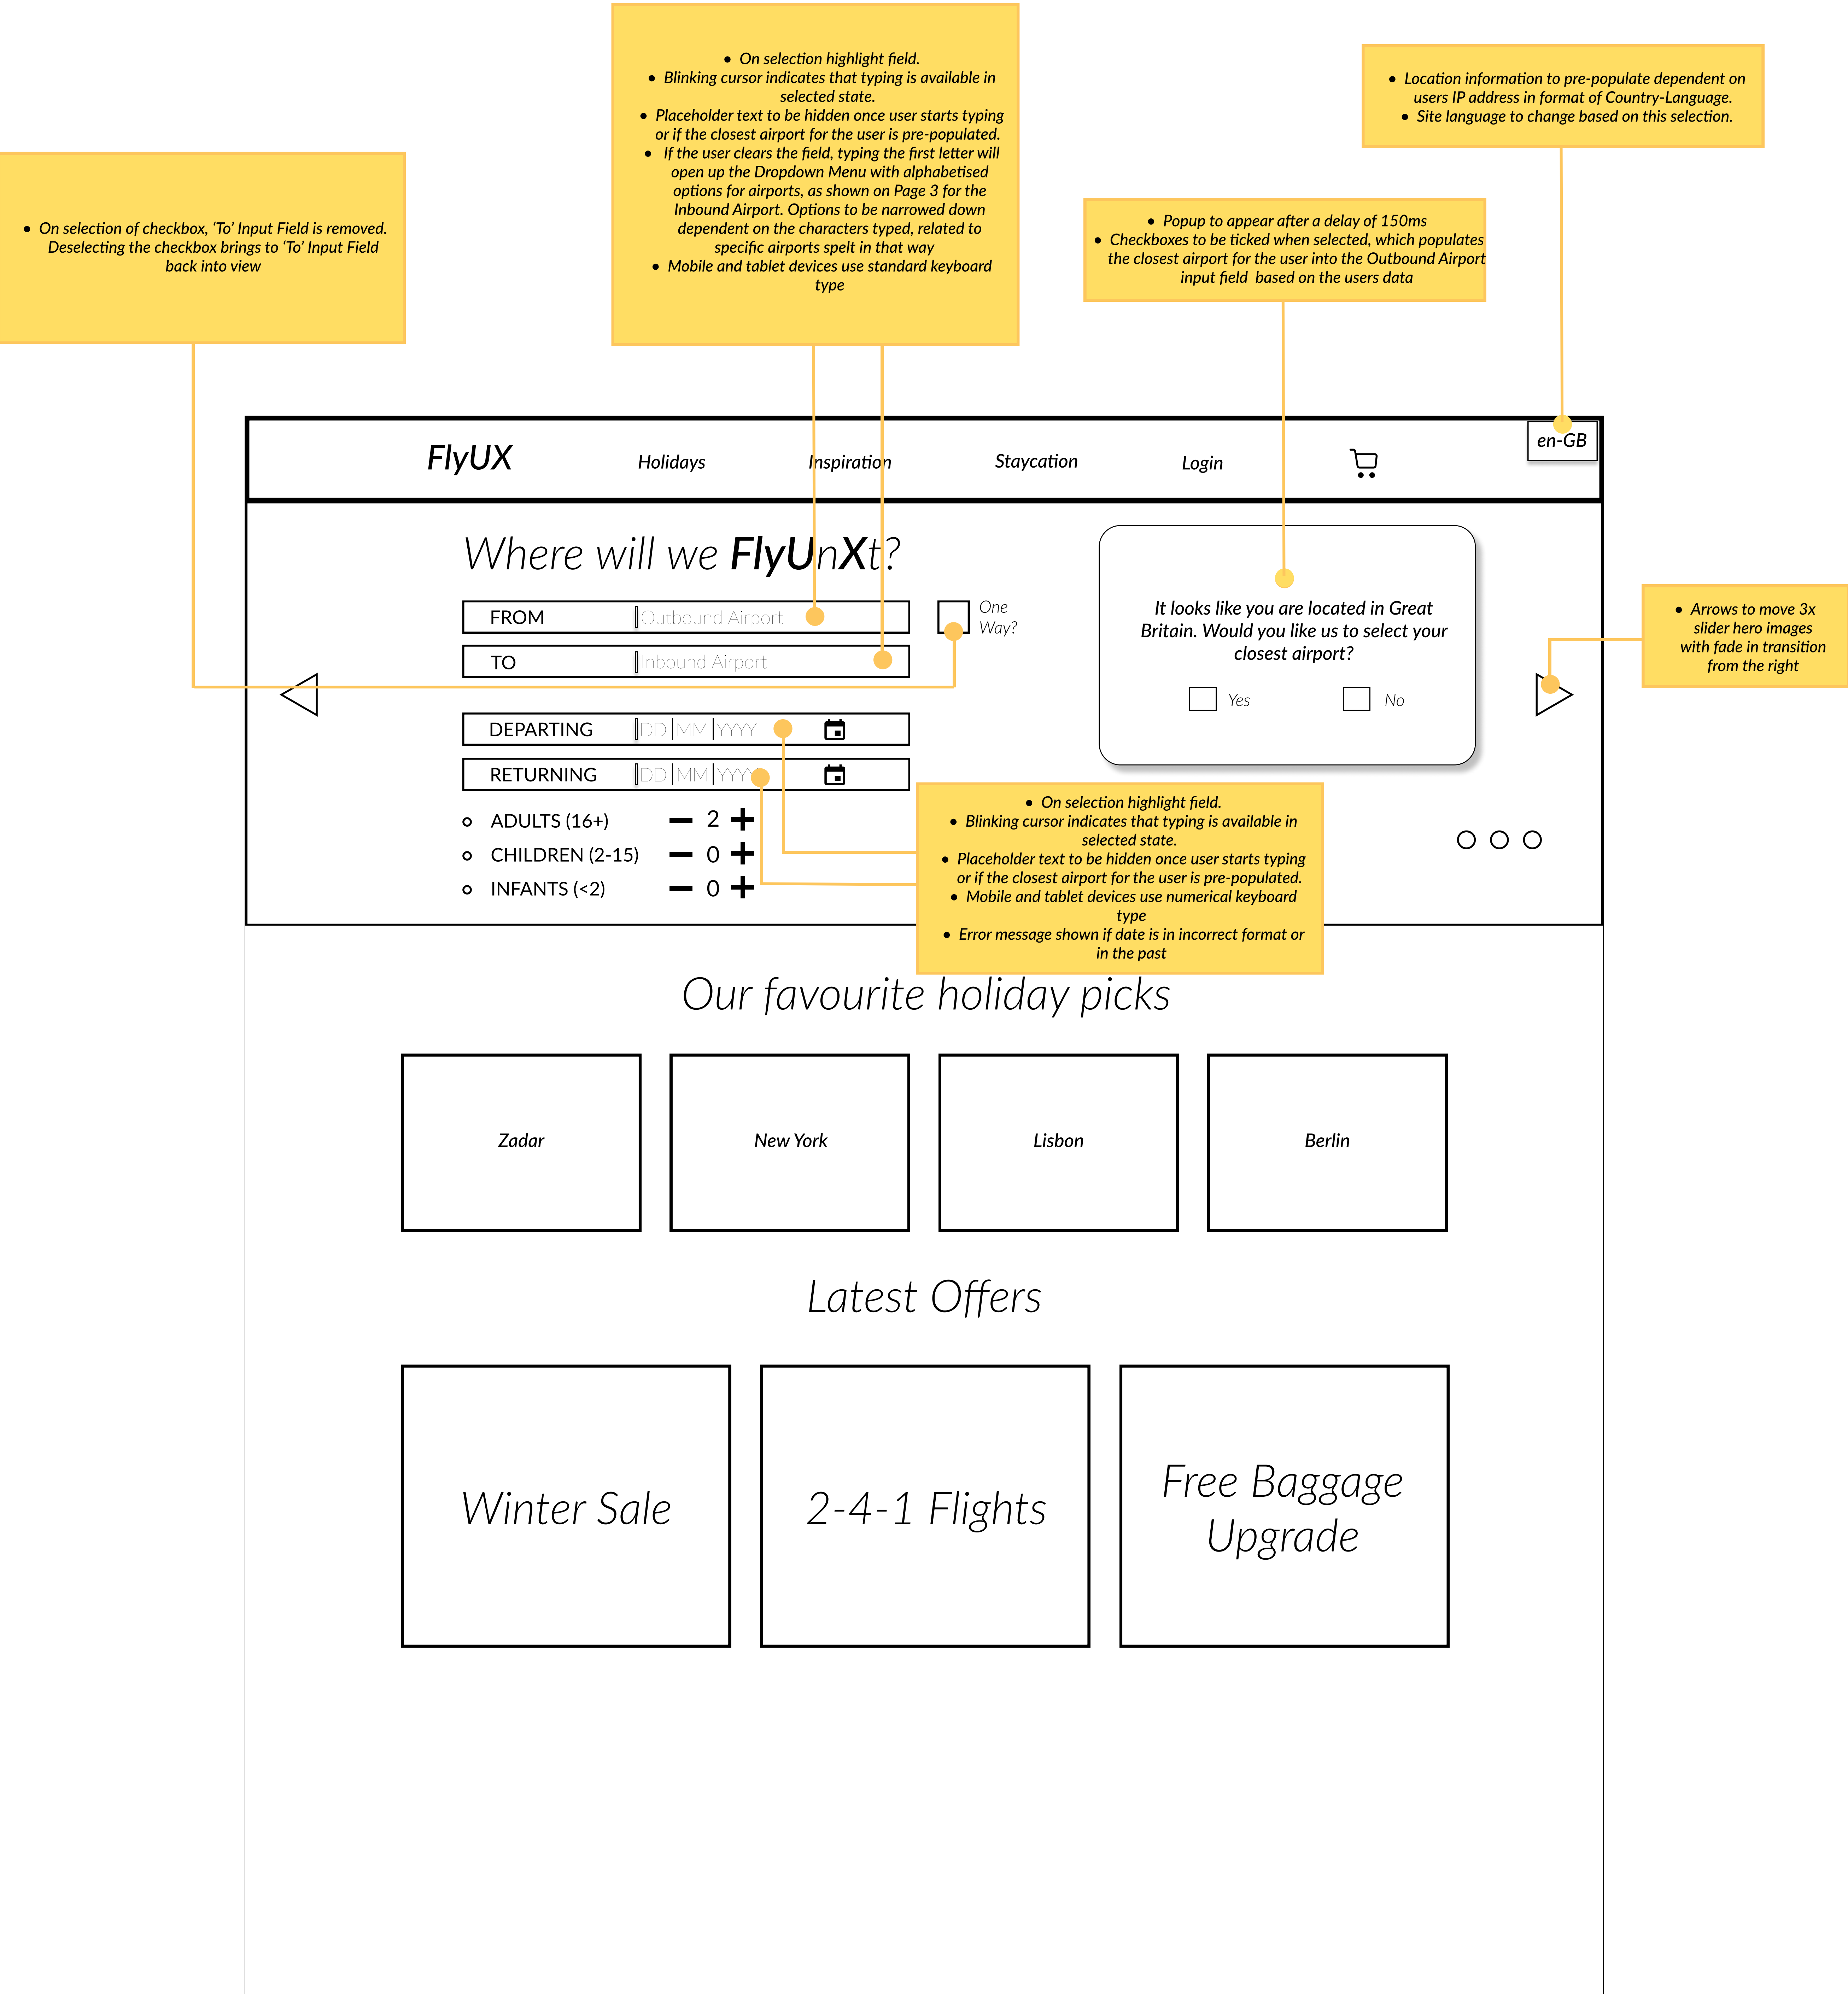 • On selection highlight field.
• Blinking cursor indicates that typing is available in
selected state.
• Placeholder text to be hidden once user starts typing
or if the closest airport for the user is pre-populated.
• If the user clears the field, typing the first letter will
open up the Dropdown Menu with alphabetised
options for airports, as shown on Page 3 for the
Inbound Airport. Options to be narrowed down
dependent on the characters typed, related to
specific airports spelt in that way
• Mobile and tablet devices use standard keyboard
type
• Location information to pre-populate dependent on
users IP address in format of Country-Language.
• Site language to change based on this selection.
• On selection of checkbox, ‘To’ Input Field is removed.
Deselecting the checkbox brings to ‘To’ Input Field
back into view
• Popup to appear after a delay of 150ms
• Checkboxes to be ticked when selected, which populates
the closest airport for the user into the Outbound Airport
input field based on the users data
FlyUX
Holidays
Inspiration
Staycation
Login
en-GB
Where will we FlyUnXt?
FROM
Outbound Airport
One
Way?
TO
Inbound Airport
It looks like you are located in Great
Britain. Would you like us to select your
closest airport?
Yes
No
• Arrows to move 3x
slider hero images
with fade in transition
from the right
DEPARTING
DD | MM | YYYY
RETURNING
DD | MM | YYYY
ADULTS (16+)
2
CHILDREN (2-15)
0
INFANTS (<2)
0
• On selection highlight field.
• Blinking cursor indicates that typing is available in
selected state.
• Placeholder text to be hidden once user starts typing
or if the closest airport for the user is pre-populated.
• Mobile and tablet devices use numerical keyboard
type
• Error message shown if date is in incorrect format or
in the past
Our favourite holiday picks
Zadar
New York
Lisbon
Berlin
Latest Offers
Winter Sale
2-4-1 Flights
Free Baggage
Upgrade